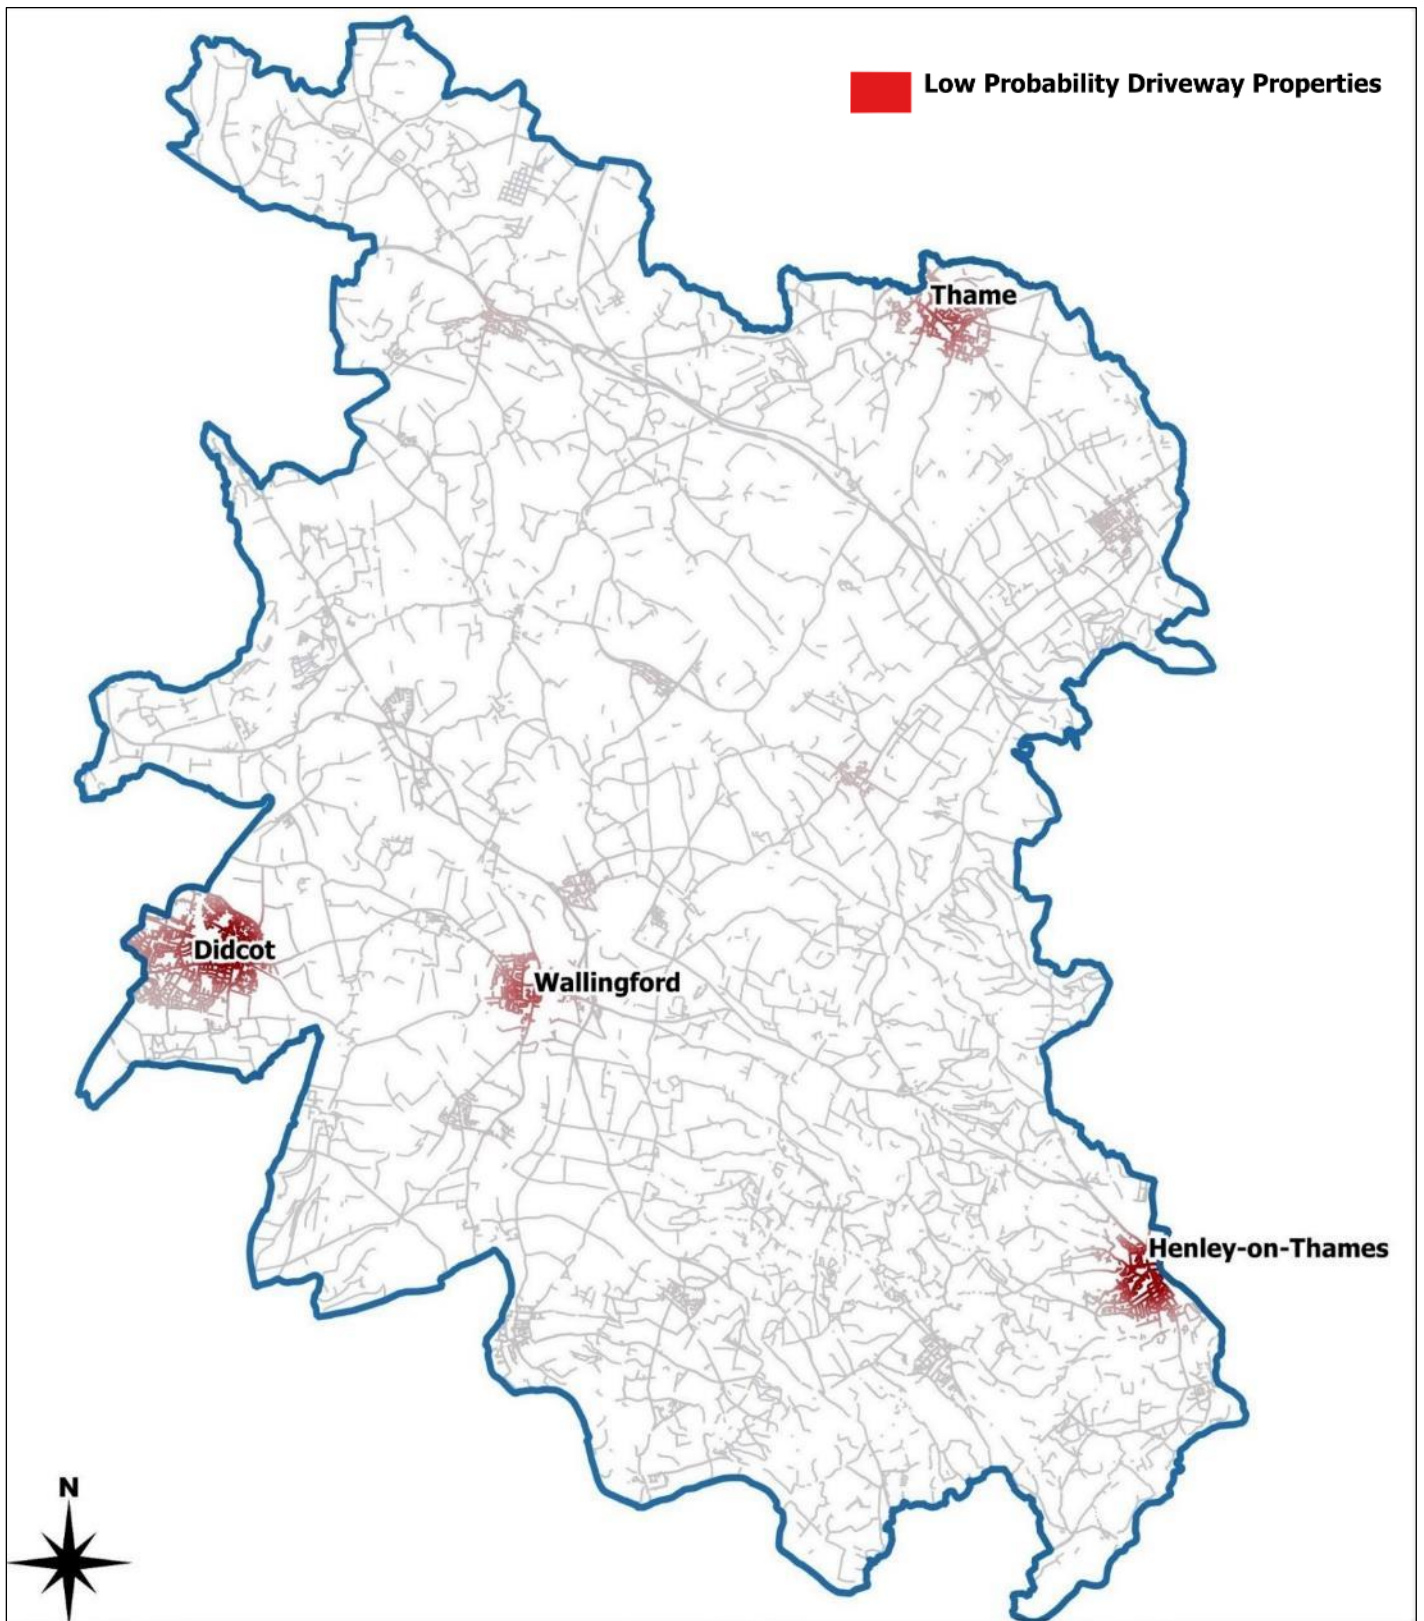 Low Probability Driveway Properties
Thame
Didcot
Wallingford
Henley-on-Thames
N